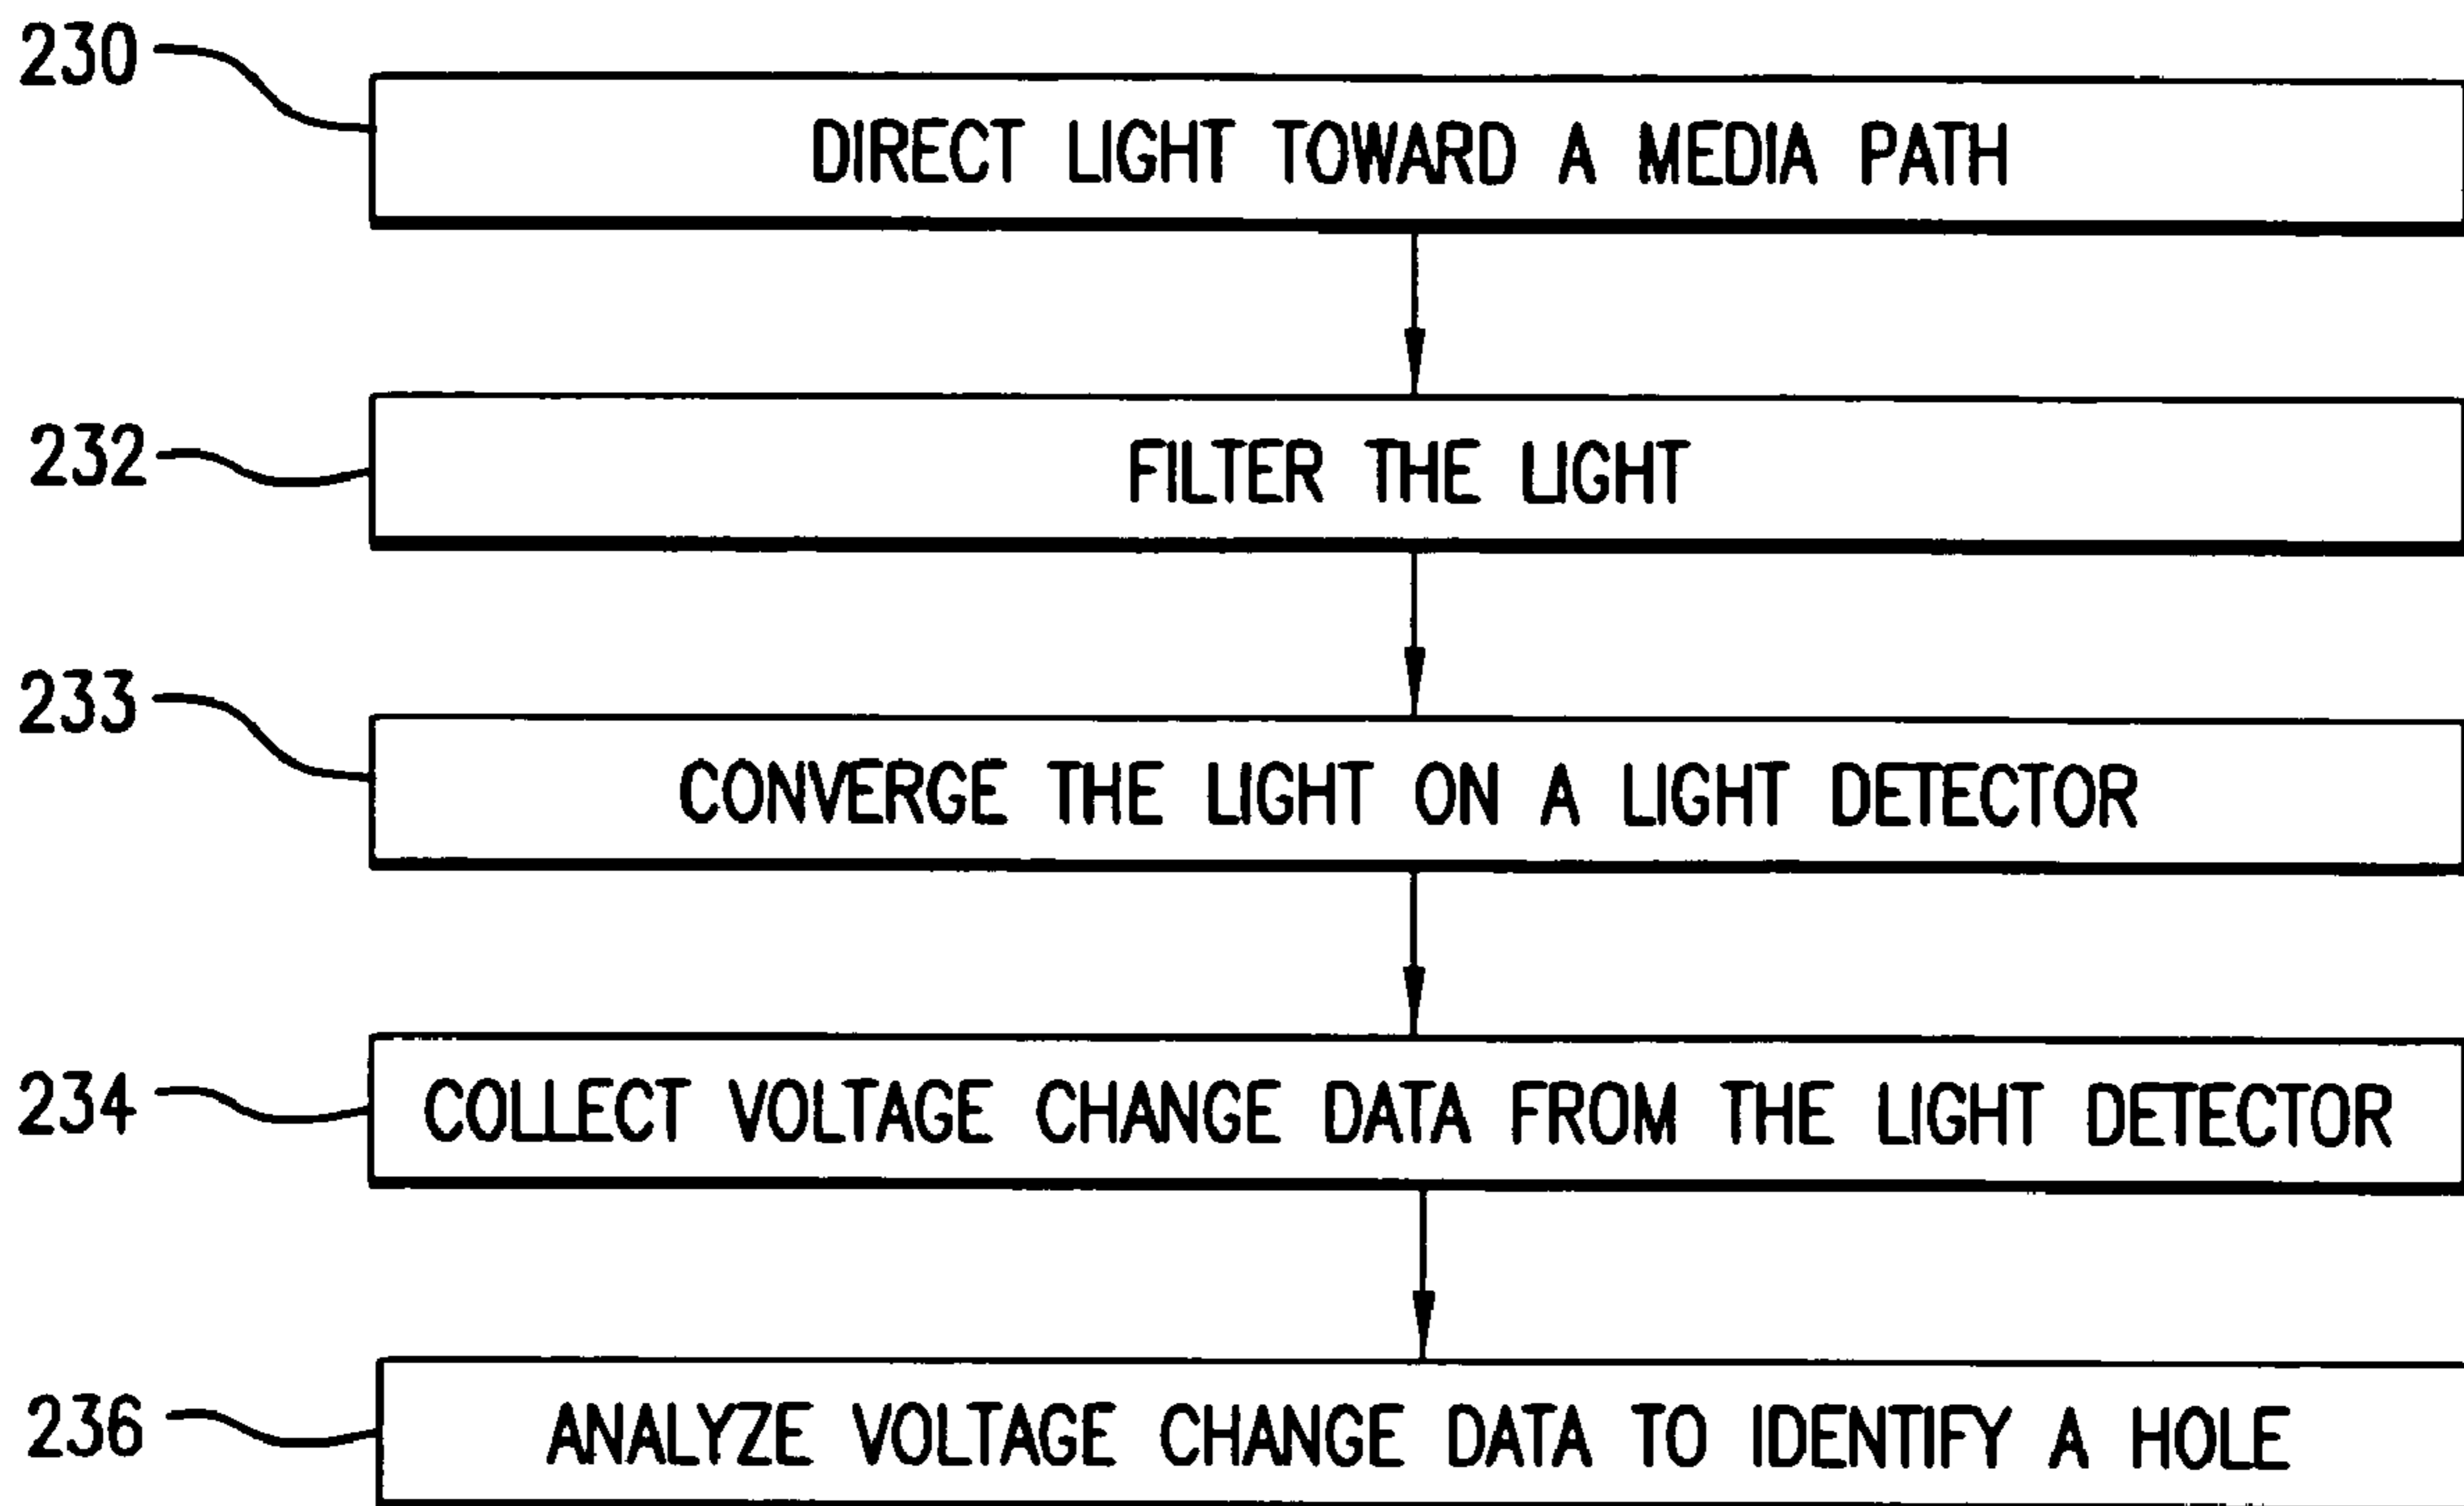 230
DIRECT LIGHT TOWARD A MEDIA PATH
232
FILTER THE LIGHT
233
CONVERGE THE LIGHT ON A LIGHT DETECTOR
234
COLLECT VOLTAGE CHANGE DATA FROM THE LIGHT DETECTOR
236
ANALYZE VOLTAGE CHANGE DATA TO IDENTIFY A HOLE